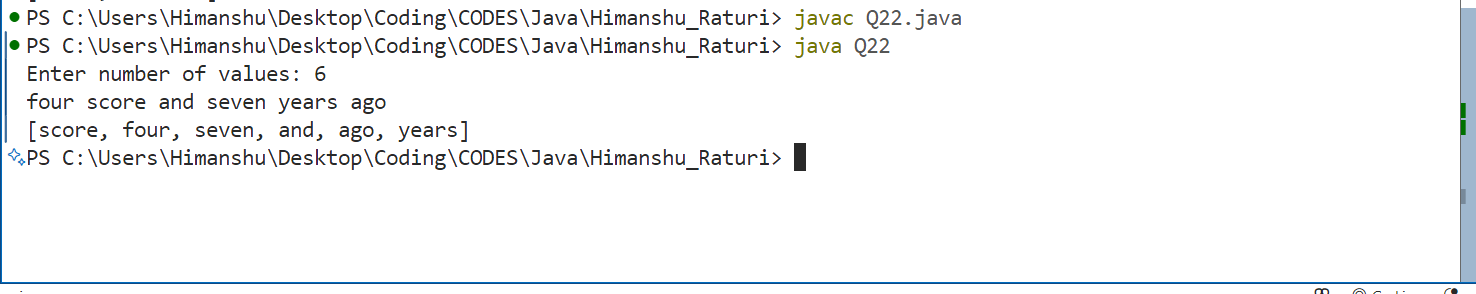 PS C:\Users\Himanshu\Desktop\Coding\CODES\Java\Himanshu_Raturi> javac Q22.java
PS C:\Users\Himanshu\Desktop\Coding\CODES\Java\Himanshu_Raturi> java Q22
Enter number of values: 6
four score and seven years ago
[score, four, seven, and, ago, years]
PS C:\Users\Himanshu\Desktop\Coding\CODES\Java\Himanshu_Raturi>